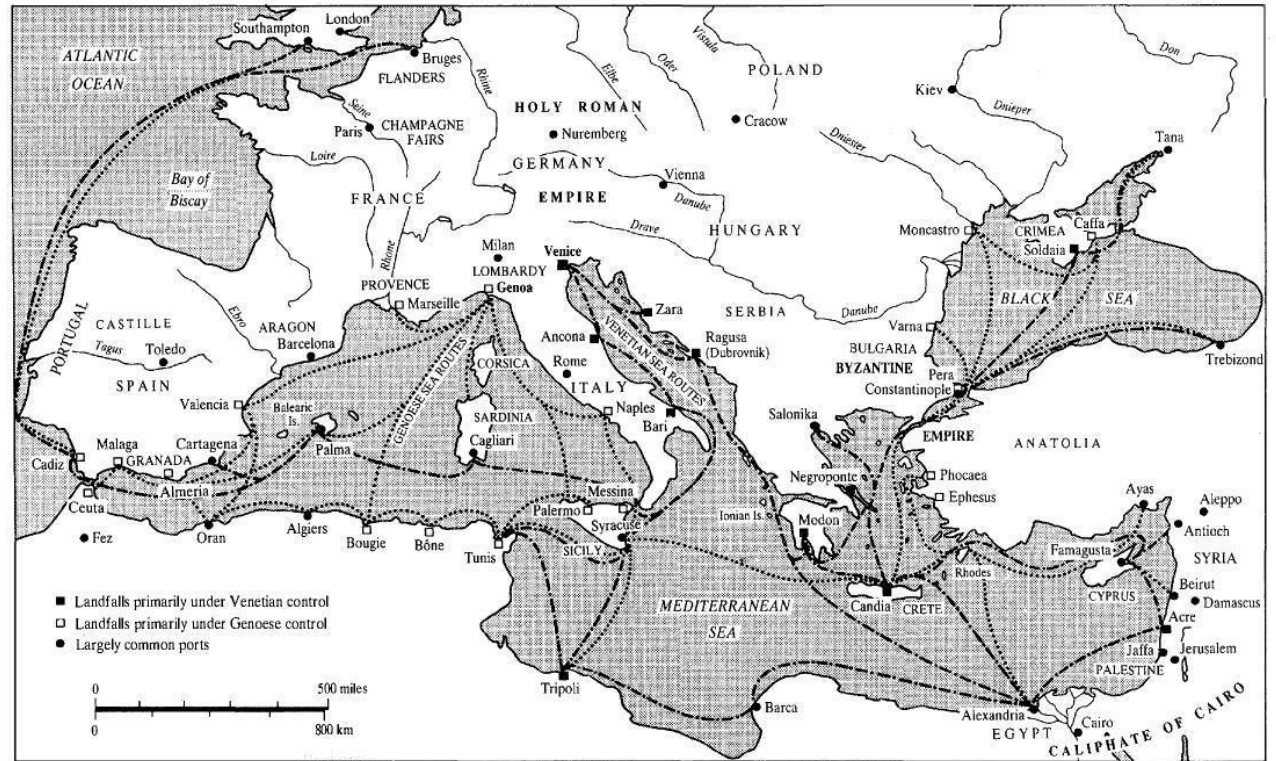 London
Southampton
ATLANTIC
OCEAN
Bruges
FLANDERS
Rhine
Elbe
Oder
Vistula
POLAND
Don
Kiev
Dnieper
HOLY ROMAN
Seine
Paris
CHAMPAGNE
FAIRS
Nuremberg
Cracow
Dniester
Tana
Loire
GERMANY
Bay of
Biscay
FRANCE
EMPIRE
Vienna
Danube
Drave
HUNGARY
Moncastro
CRIMEA
Caffa
Soldaia
Rhone
Milan
LOMBARDY
Genoa
Venice
PROVENCE
Marseille
Zara
SERBIA
Danube
BLACK
SEA
PORTUGAL
CASTILLE
Tagus
Toledo
SPAIN
Ebro
ARAGON
Barcelona
GENOESE SEA ROUTES
CORSICA
Ancona
VENETIAN SEA ROUTES
Rome
ITALY
Ragusa
(Dubrovnik)
Varna
BULGARIA
BYZANTINE
Pera
Constantinople
Trebizond
Valencia
Balearic
Is.
Palma
SARDINIA
Cagliari
Naples
Bari
Salonika
EMPIRE
ANATOLIA
Malaga
Cartagena
Cadiz
GRANADA
Almeria
Negroponte
Phocaea
Ephesus
Ceuta
Messina
Palermo
Syracuse
SICILY
Ionian Is.
Modon
Ayas
Aleppo
Antioch
Fez
Oran
Algiers
Bougie
Bône
Tunis
Rhodes
Famagusta
SYRIA
CYPRUS
Beirut
Damascus
Candia
CRETE
MEDITERRANEAN
SEA
Acre
Jaffa
Jerusalem
PALESTINE
Landfalls primarily under Venetian control
Landfalls primarily under Genoese control
Largely common ports
0
500 miles
0
800 km
Tripoli
Barca
Alexandria
EGYPT
Cairo
CALIPHATE OF CAIRO